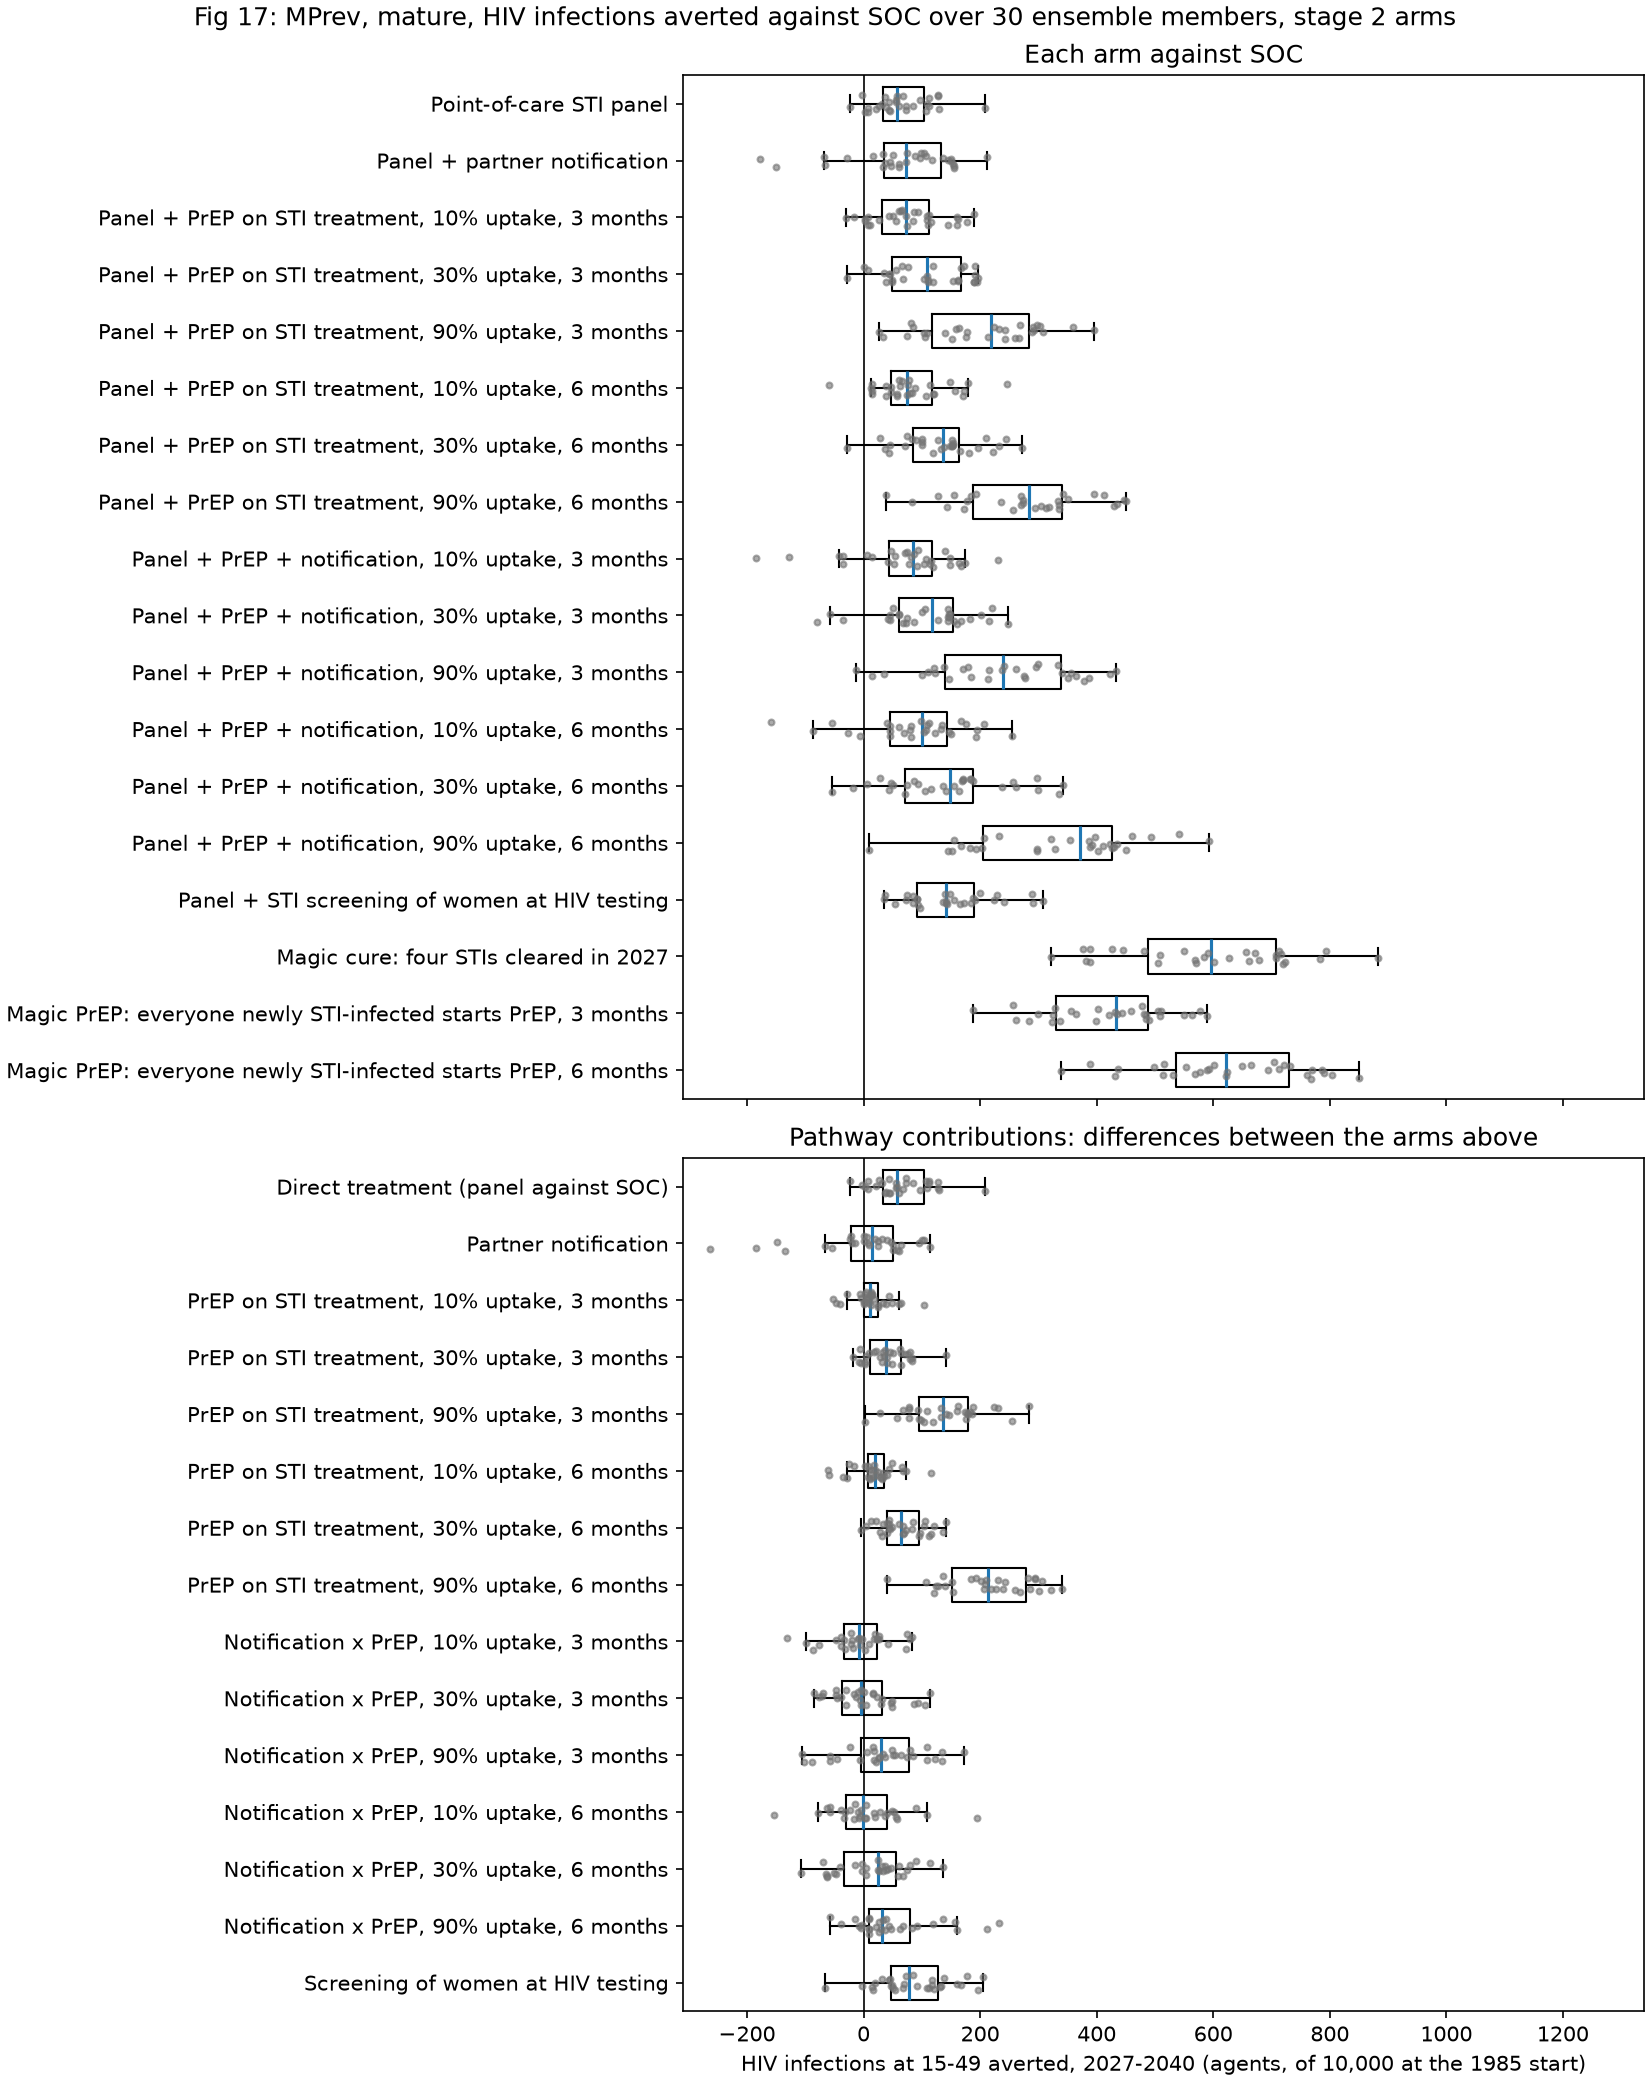 Fig 17: MPrev, mature, HIV infections averted against SOC over 30 ensemble members, stage 2 arms
Each arm against SOC
Point-of-care STI panel
Panel + partner notification
Panel + PrEP on STI treatment, 10% uptake, 3 months
Panel + PrEP on STI treatment, 30% uptake, 3 months
Panel + PrEP on STI treatment, 90% uptake, 3 months
Panel + PrEP on STI treatment, 10% uptake, 6 months
Panel + PrEP on STI treatment, 30% uptake, 6 months
Panel + PrEP on STI treatment, 90% uptake, 6 months
Panel + PrEP + notification, 10% uptake, 3 months
Panel + PrEP + notification, 30% uptake, 3 months
Panel + PrEP + notification, 90% uptake, 3 months
Panel + PrEP + notification, 10% uptake, 6 months
Panel + PrEP + notification, 30% uptake, 6 months
Panel + PrEP + notification, 90% uptake, 6 months
Panel + STI screening of women at HIV testing
Magic cure: four STIs cleared in 2027
Magic PrEP: everyone newly STI-infected starts PrEP, 3 months
Magic PrEP: everyone newly STI-infected starts PrEP, 6 months
Pathway contributions: differences between the arms above
Direct treatment (panel against SOC)
Partner notification
PrEP on STI treatment, 10% uptake, 3 months
PrEP on STI treatment, 30% uptake, 3 months
PrEP on STI treatment, 90% uptake, 3 months
PrEP on STI treatment, 10% uptake, 6 months
PrEP on STI treatment, 30% uptake, 6 months
PrEP on STI treatment, 90% uptake, 6 months
Notification x PrEP, 10% uptake, 3 months
Notification x PrEP, 30% uptake, 3 months
Notification x PrEP, 90% uptake, 3 months
Notification x PrEP, 10% uptake, 6 months
Notification x PrEP, 30% uptake, 6 months
Notification x PrEP, 90% uptake, 6 months
Screening of women at HIV testing
−200 0 200 400 600 800 1000 1200
HIV infections at 15-49 averted, 2027-2040 (agents, of 10,000 at the 1985 start)